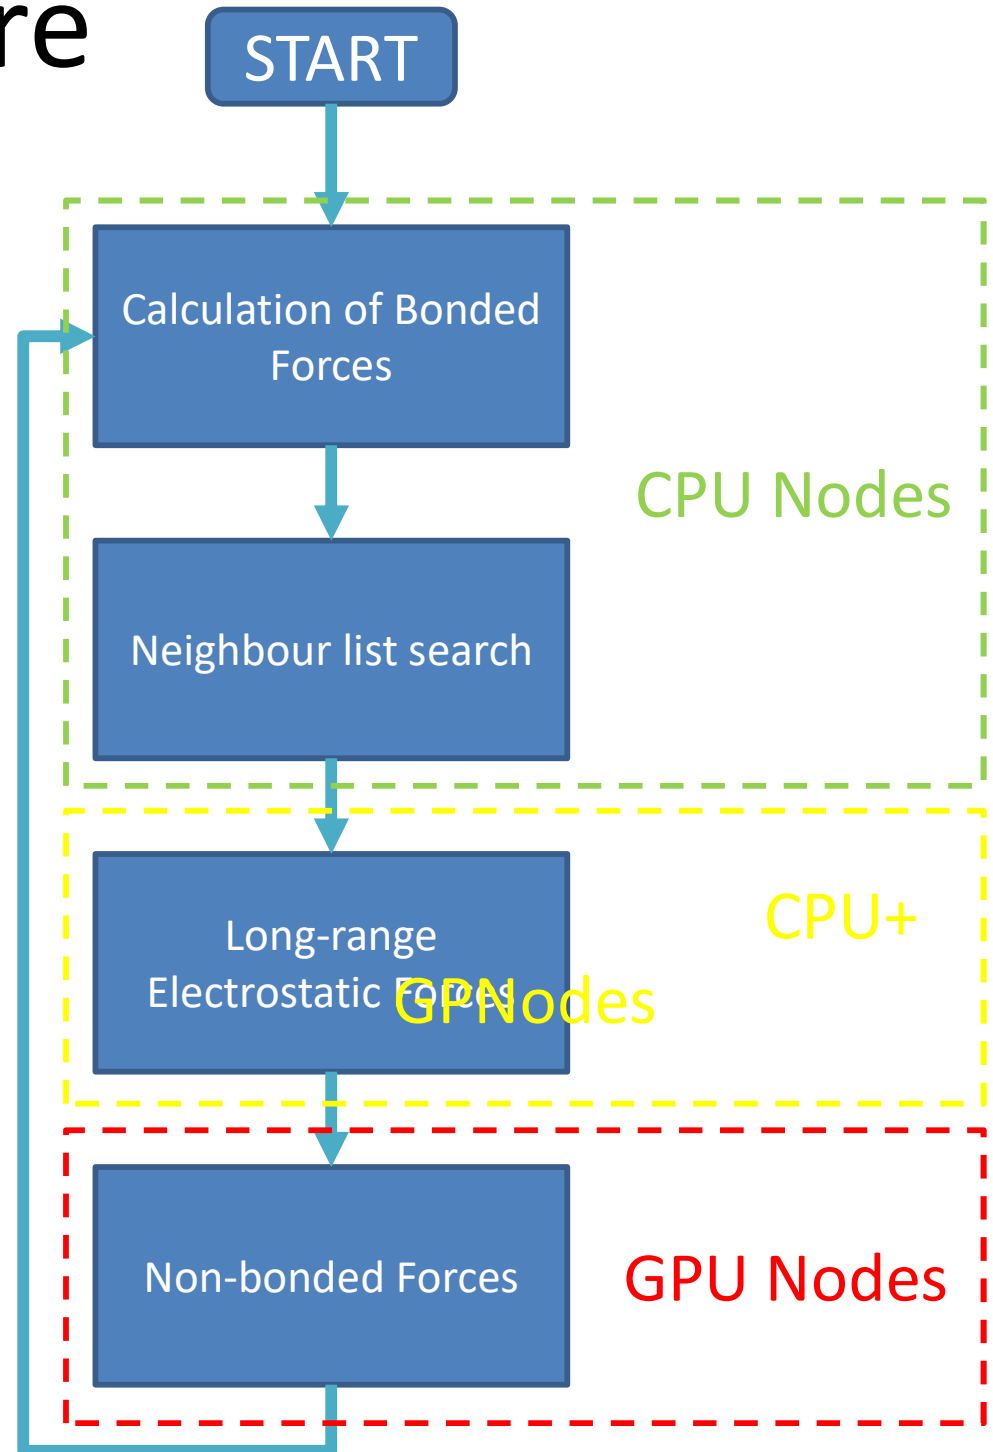 re
START
Calculation of Bonded
Forces
CPU Nodes
Neighbour list search
CPU+
Long-range
Electrostatic Forces
GPNodes
Non-bonded Forces
GPU Nodes